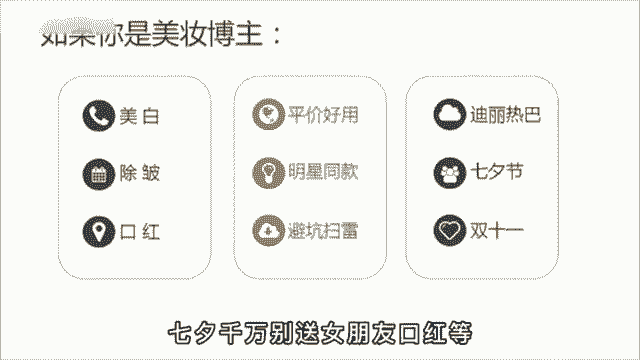 如果你是美妆博主：
美白
除皱
口红
平价好用
明星同款
避坑扫雷
迪丽热巴
七夕节
双十一
七夕千万别送女朋友口红等